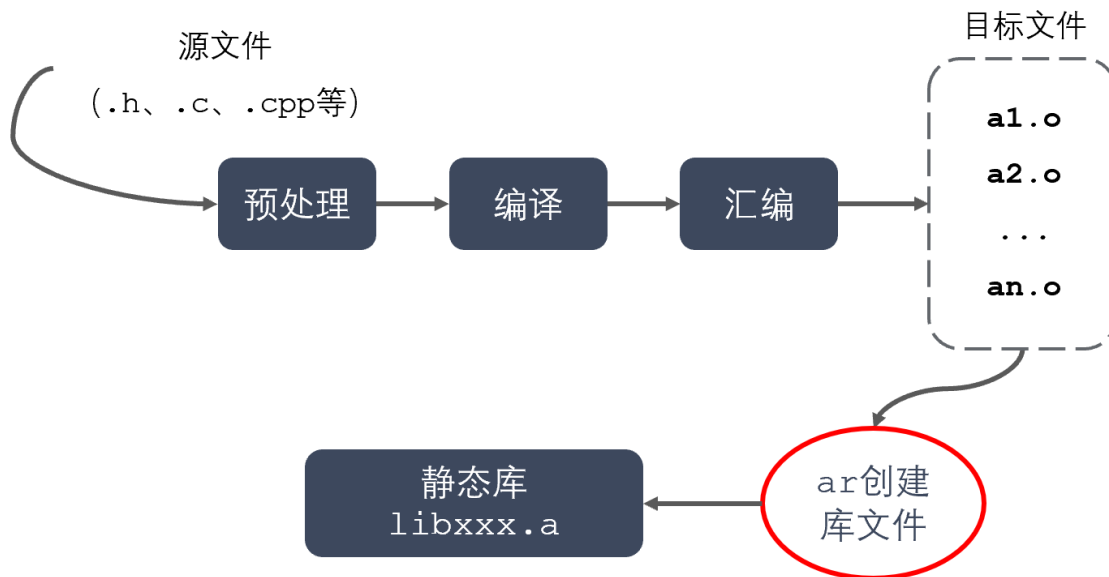 源文件
(.h、.c、.cpp等)
目标文件
a1.o
a2.o
...
an.o
预处理
编译
汇编
ar创建
库文件
静态库
libxxx.a